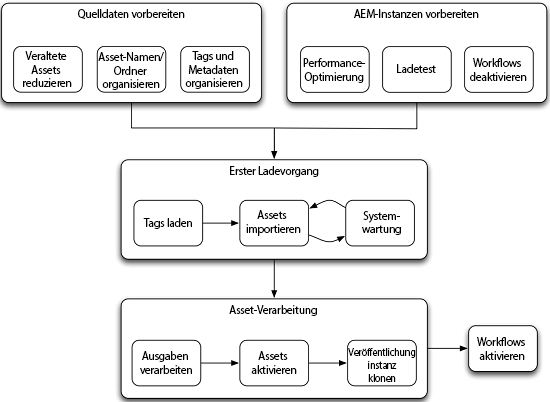 Quelldaten vorbereiten
Veraltete
Assets
reduzieren
Asset-Namen/
Ordner
organisieren
Tags und
Metadaten
organisieren
AEM-Instanzen vorbereiten
Performance-
Optimierung
Ladetest
Workflows
deaktivieren
Erster Ladevorgang
Tags laden
Assets
importieren
System-
wartung
Asset-Verarbeitung
Ausgaben
verarbeiten
Assets
aktivieren
Veröffentlichung
instanz
klonen
Workflows
aktivieren